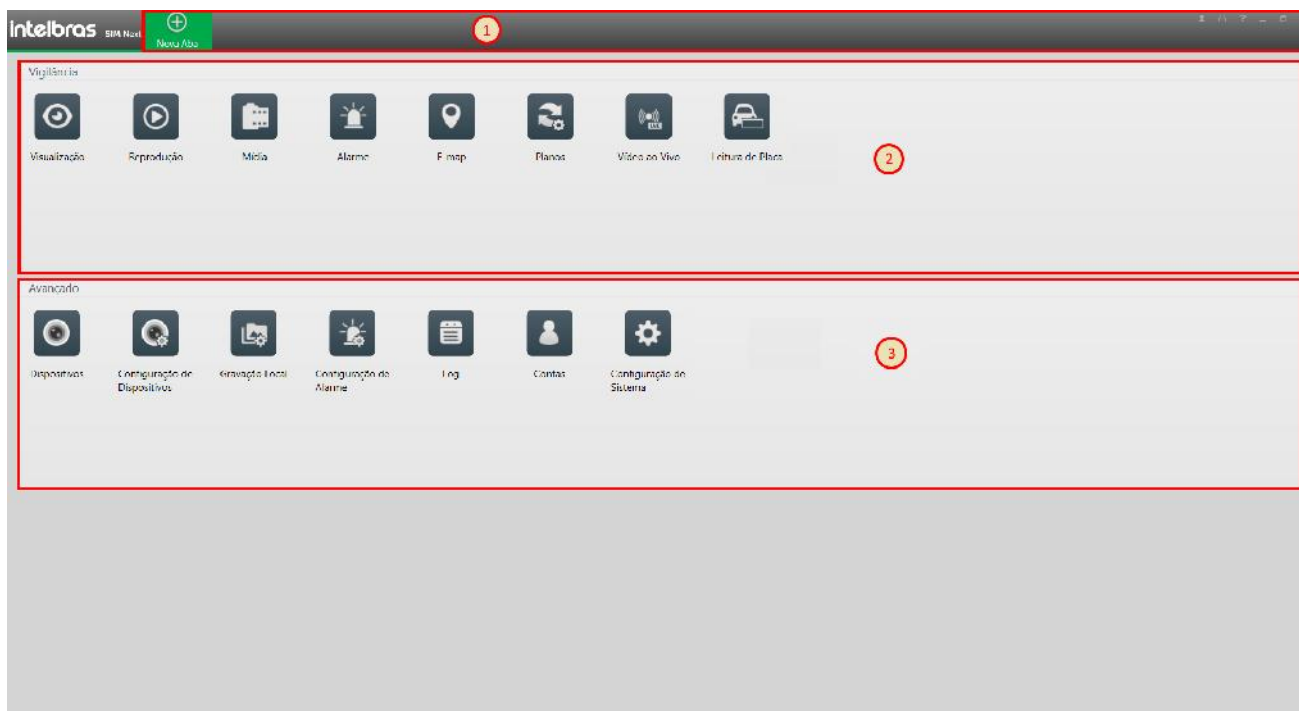 intelbras SIM Next
Nova Aba
1
Vigilância
Visualização Reprodução Mídia Alarme E-map Planos Vídeo ao Vivo Leitura de Placa
2
Avançado
Dispositivos Configuração de Dispositivos Gravação Local Configuração de Alarme Log Contas Configuração de Sistema
3